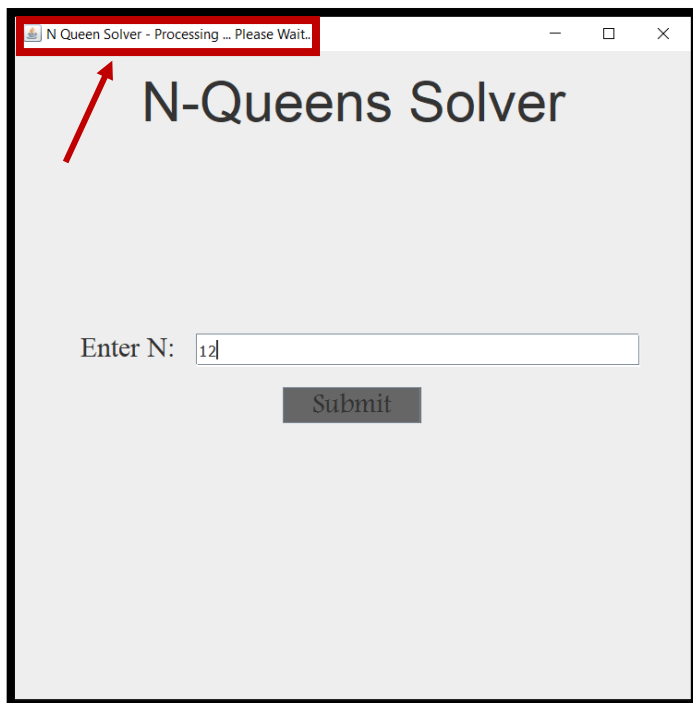 N Queen Solver - Processing ... Please Wait..
N-Queens Solver
Enter N: 12
Submit